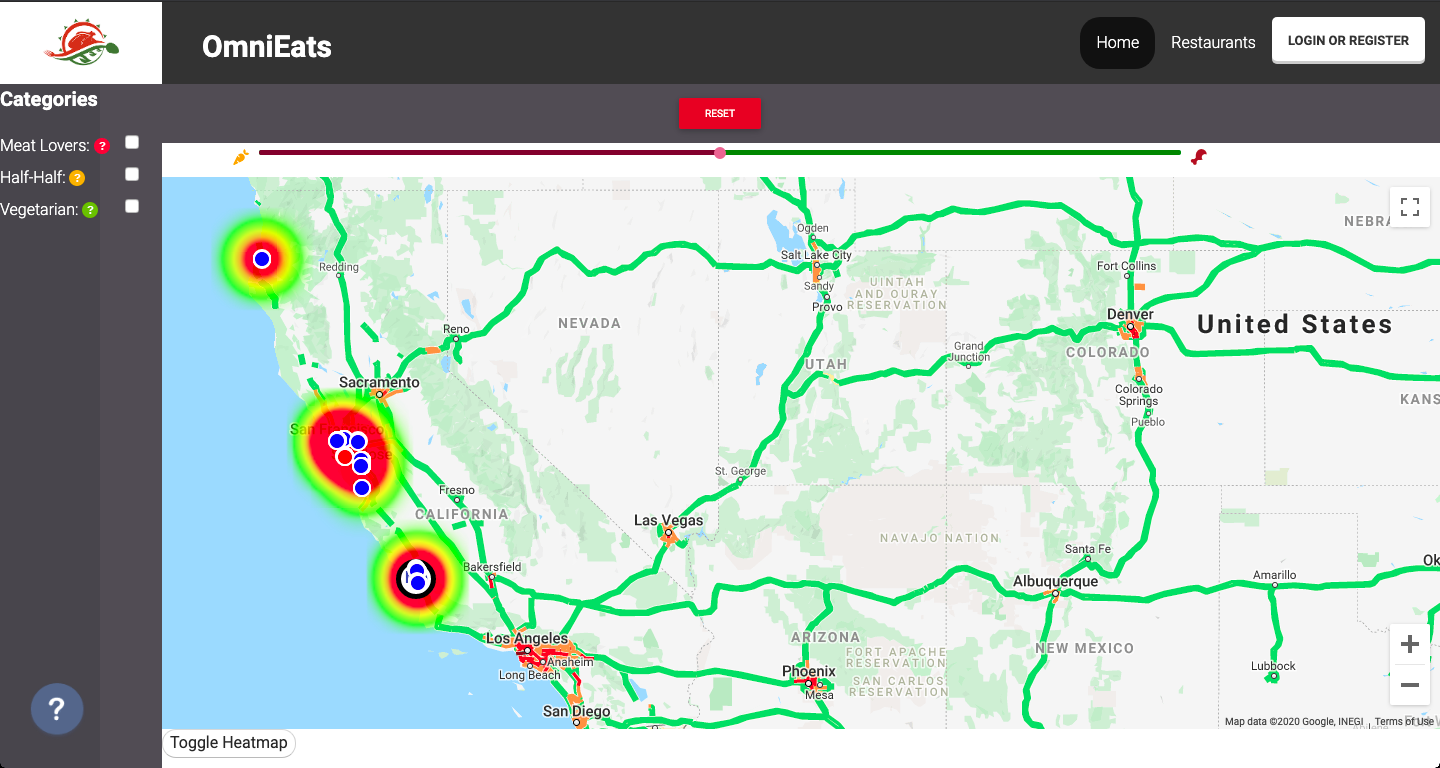 OmniEats
Home
Restaurants
LOGIN OR REGISTER
Categories
RESET
Meat Lovers: ?
Half-Half: ?
Vegetarian: ?
NEBRA
Ogden
Salt Lake City
Sandy
Provo
UINTAH
AND OURAY
RESERVATION
Fort Collins
Redding
Denver
United States
NEVADA
Reno
Grand
Junction
COLORADO
UTAH
Sacramento
Colorado
Springs
KANS
Pueblo
San Francisco
St. George
Fresno
CALIFORNIA
Las Vegas
NAVAJO NATION
Santa Fe
Bakersfield
Albuquerque
Amarillo
Ok
Los Angeles
Anaheim
Long Beach
ARIZONA
FORT APACHE
RESERVATION
NEW MEXICO
Phoenix
Mesa
SAN CARLOS
RESERVATION
Lubbock
San Diego
?
Map data ©2020 Google, INEGI
Terms of Use
Toggle Heatmap